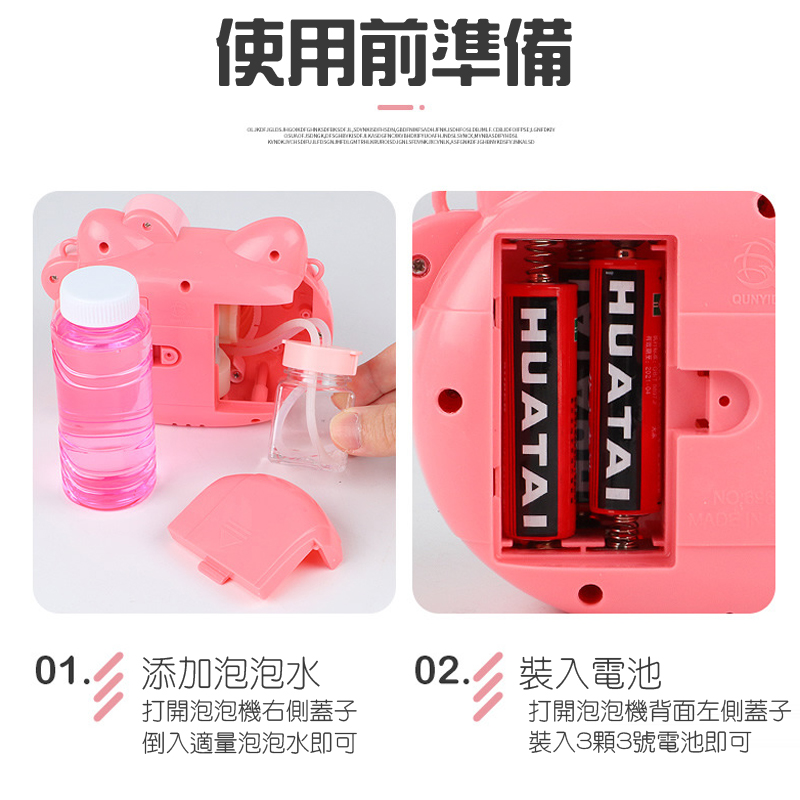 使用前準備
HUATAI
HUATAI
01.
添加泡泡水
打開泡泡機右側蓋子
倒入適量泡泡水即可
02.
裝入電池
打開泡泡機背面左側蓋子
裝入3顆3號電池即可